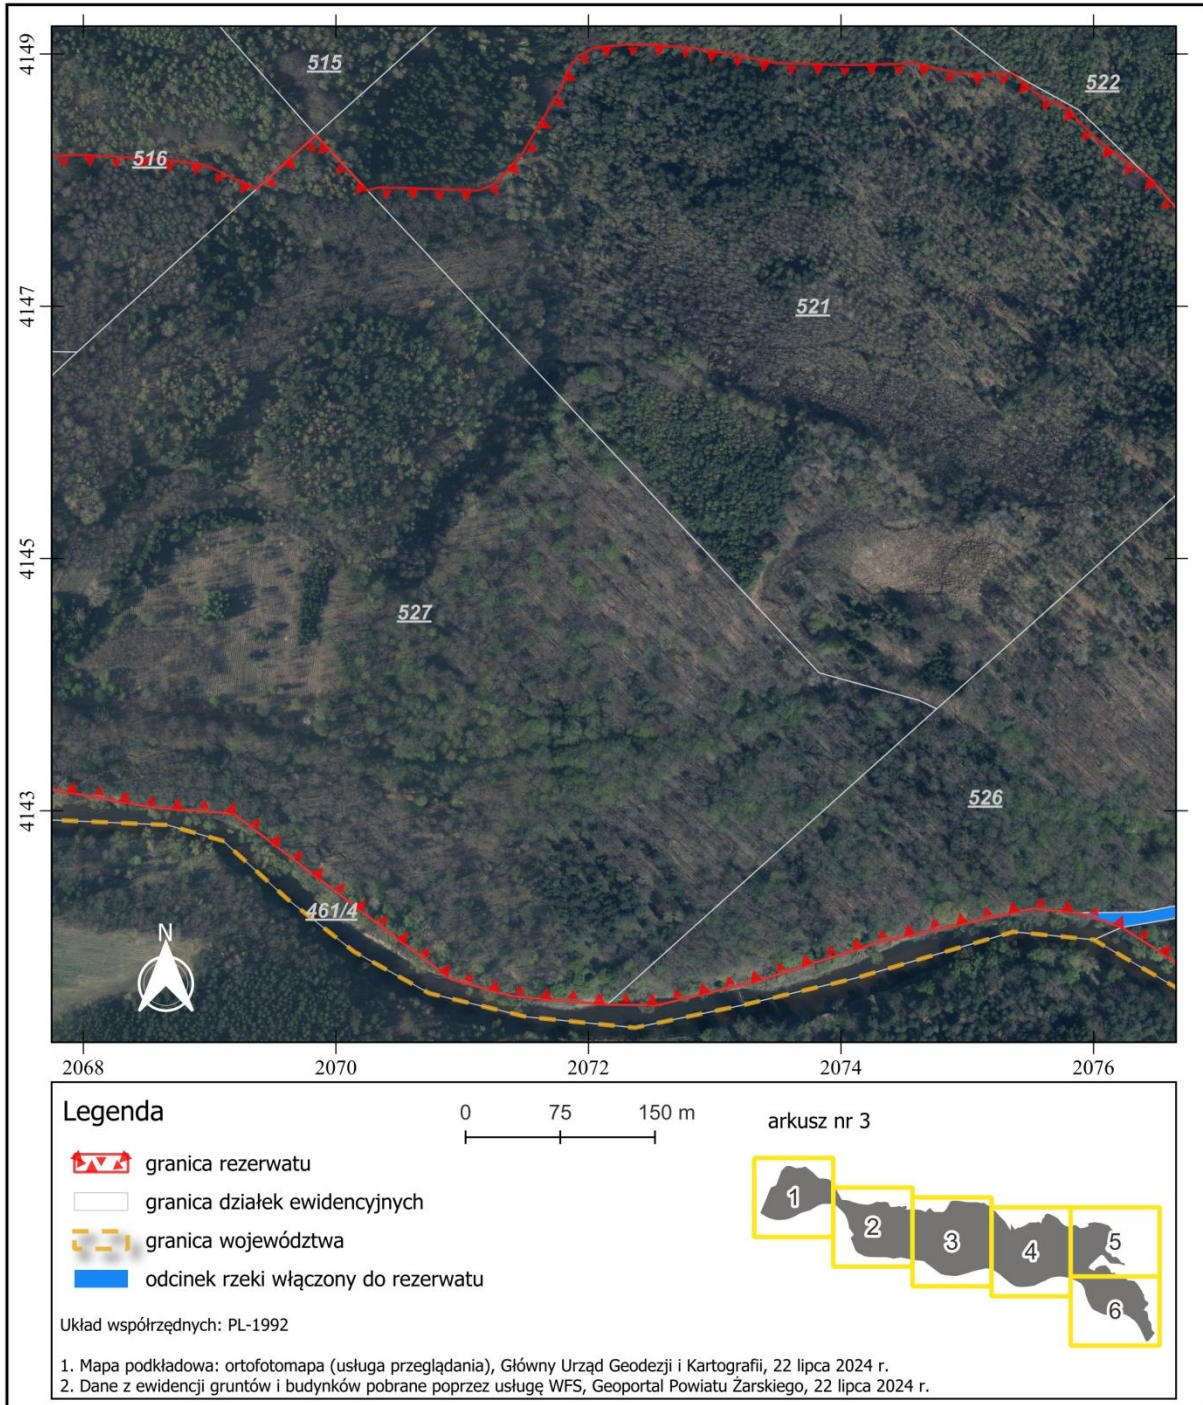 4149
515
522
516
4147
521
4145
527
4143
526
461/4
N
2068
2070
2072
2074
2076
Legenda
0 75 150 m
arkusz nr 3
granica rezerwatu
granica działek ewidencyjnych
granica województwa
odcinek rzeki włączony do rezerwatu
1
2
3
4
5
6
Układ współrzędnych: PL-1992
1. Mapa podkładowa: ortofotomapa (usługa przeglądania), Główny Urząd Geodezji i Kartografii, 22 lipca 2024 r.
2. Dane z ewidencji gruntów i budynków pobrane poprzez usługę WFS, Geoportal Powiatu Żarskiego, 22 lipca 2024 r.